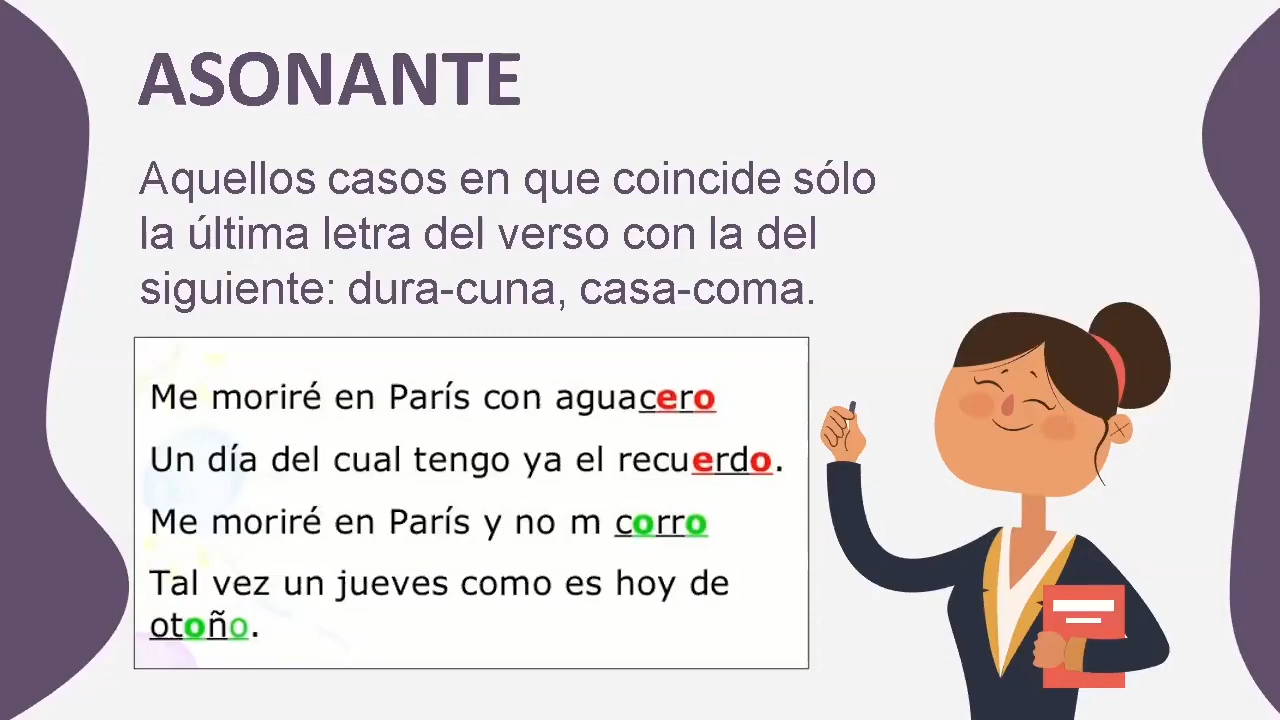 ASONANTE
Aquellos casos en que coincide sólo
la última letra del verso con la del
siguiente: dura-cuna, casa-coma.
Me moriré en París con aguacero
Un día del cual tengo ya el recuerdo.
Me moriré en París y no m corro
Tal vez un jueves como es hoy de
otoño.